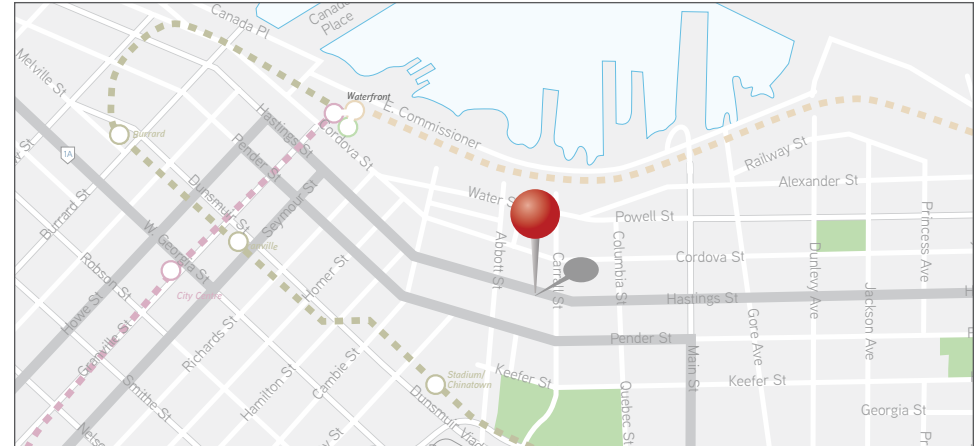 Canada Pl
Canada
Place
Melville St
Waterfront
E. Commissioner
Hastings St
Cordova St
Burrard
Pender St
1A
Railway St
Alexander St
Dunsmuir St
Seymour St
Burrard St
Water St
Powell St
Princess Ave
Abbott St
Carrall St
Columbia St
Cordova St
Dunlevy Ave
W. Georgia St
Robson St
City Centre
Homer St
Howe St
Hastings St
Jackson Ave
Gore Ave
Granville St
Richards St
Pender St
Main St
Cambie St
Hamilton St
Stadium/
Chinatown
Keefer St
Keefer St
Smithe St
Dunsmuir Viad
Quebec St
Georgia St
Nelso